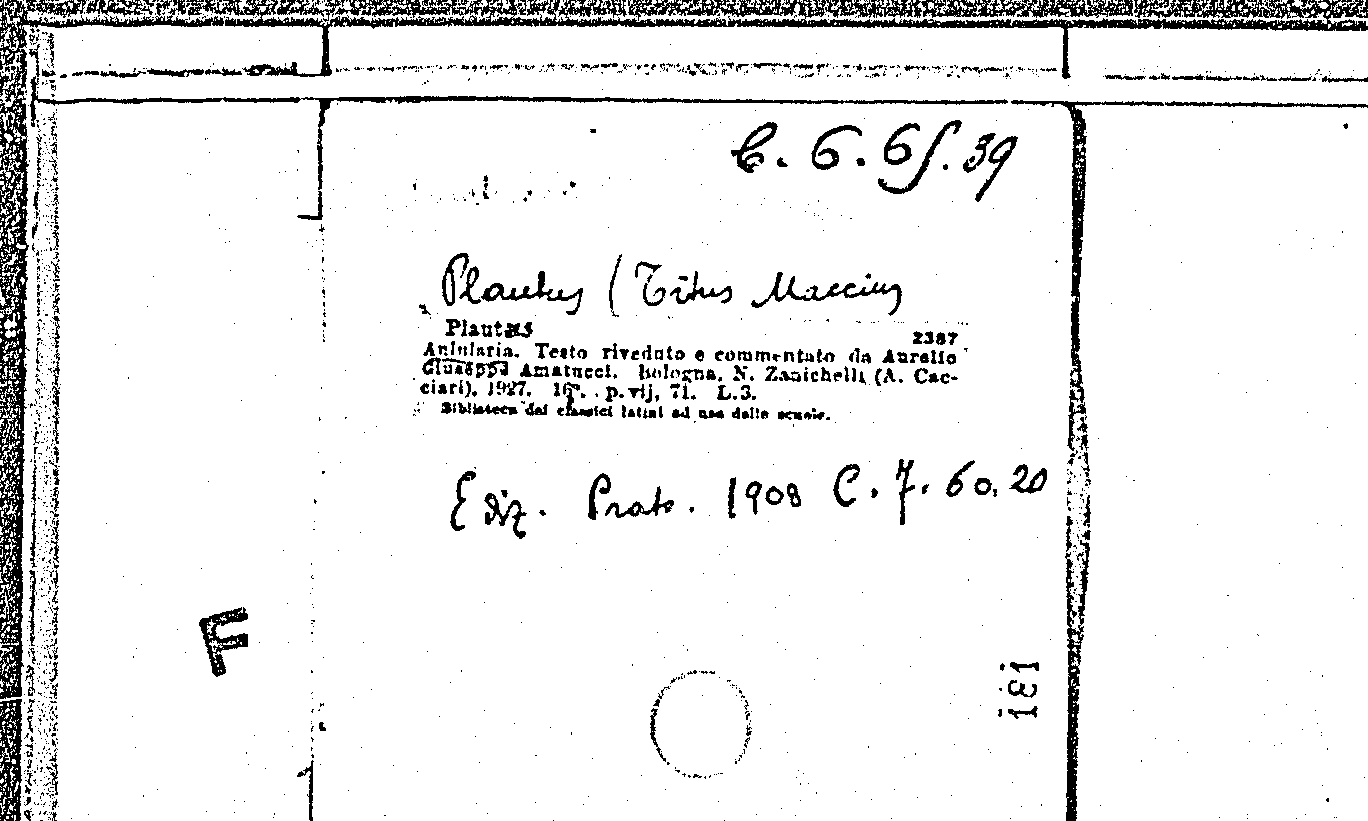 C. 6. 65. 39
Plautus (Titus Maccius
Plautus 2387
Aulularia. Testo riveduto e commentato da Aurelio
Giuseppe Amatucci. Bologna, N. Zanichelli (A. Cac-
ciari), 1927. 16°. p. vij, 71. L.3.
Biblioteca dei classici latini ad uso delle scuole.
Ediz. Prato. 1908 C. 7. 60. 20
F
181